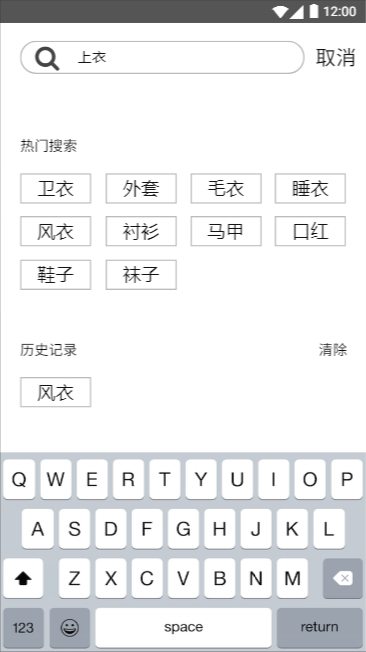 12:00
上衣 取消
热门搜索
卫衣 外套 毛衣 睡衣
风衣 衬衫 马甲 口红
鞋子 袜子
历史记录 清除
风衣
Q W E R T Y U I O P
A S D F G H J K L
Z X C V B N M
123 space return